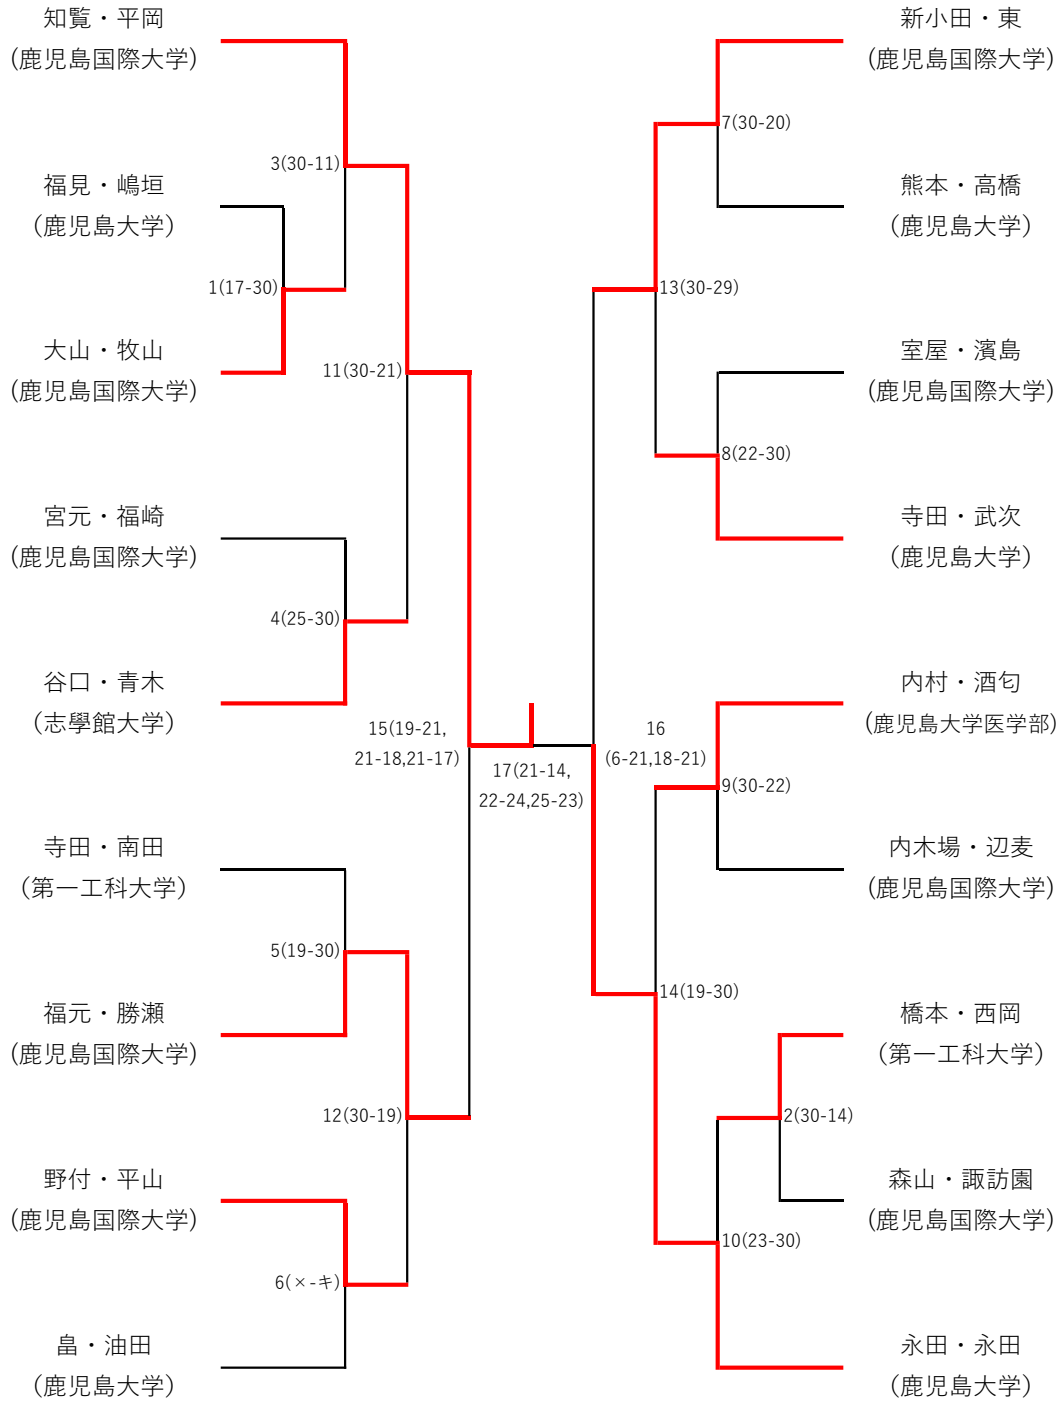 知覧・平岡
(鹿児島国際大学)
福見・嶋垣
(鹿児島大学)
大山・牧山
(鹿児島国際大学)
宮元・福崎
(鹿児島国際大学)
谷口・青木
(志學館大学)
寺田・南田
(第一工科大学)
福元・勝瀬
(鹿児島国際大学)
野付・平山
(鹿児島国際大学)
畠・油田
(鹿児島大学)
3(30-11)
1(17-30)
11(30-21)
4(25-30)
15(19-21,
21-18,21-17)
5(19-30)
12(30-19)
6(×-キ)
17(21-14,
22-24,25-23)
16
(6-21,18-21)
7(30-20)
13(30-29)
8(22-30)
9(30-22)
14(19-30)
2(30-14)
10(23-30)
新小田・東
(鹿児島国際大学)
熊本・高橋
(鹿児島大学)
室屋・濱島
(鹿児島国際大学)
寺田・武次
(鹿児島大学)
内村・酒匂
(鹿児島大学医学部)
内木場・辺麦
(鹿児島国際大学)
橋本・西岡
(第一工科大学)
森山・諏訪園
(鹿児島国際大学)
永田・永田
(鹿児島大学)